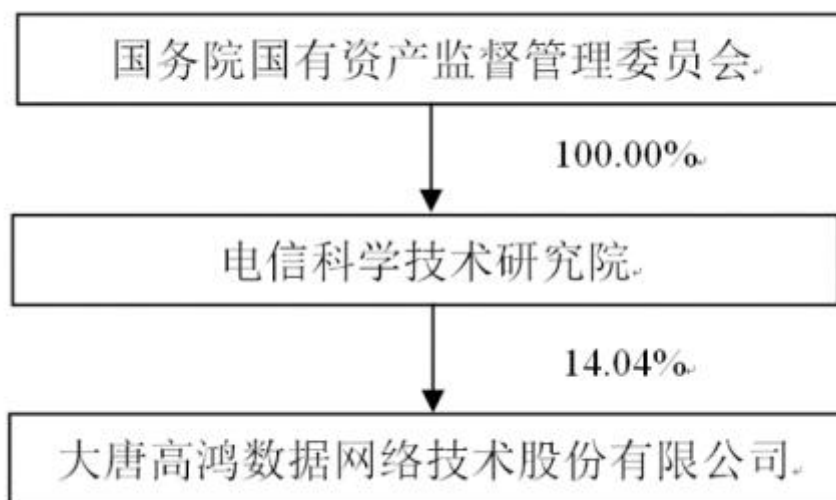 国务院国有资产监督管理委员会
100.00%
电信科学技术研究院
14.04%
大唐高鸿数据网络技术股份有限公司